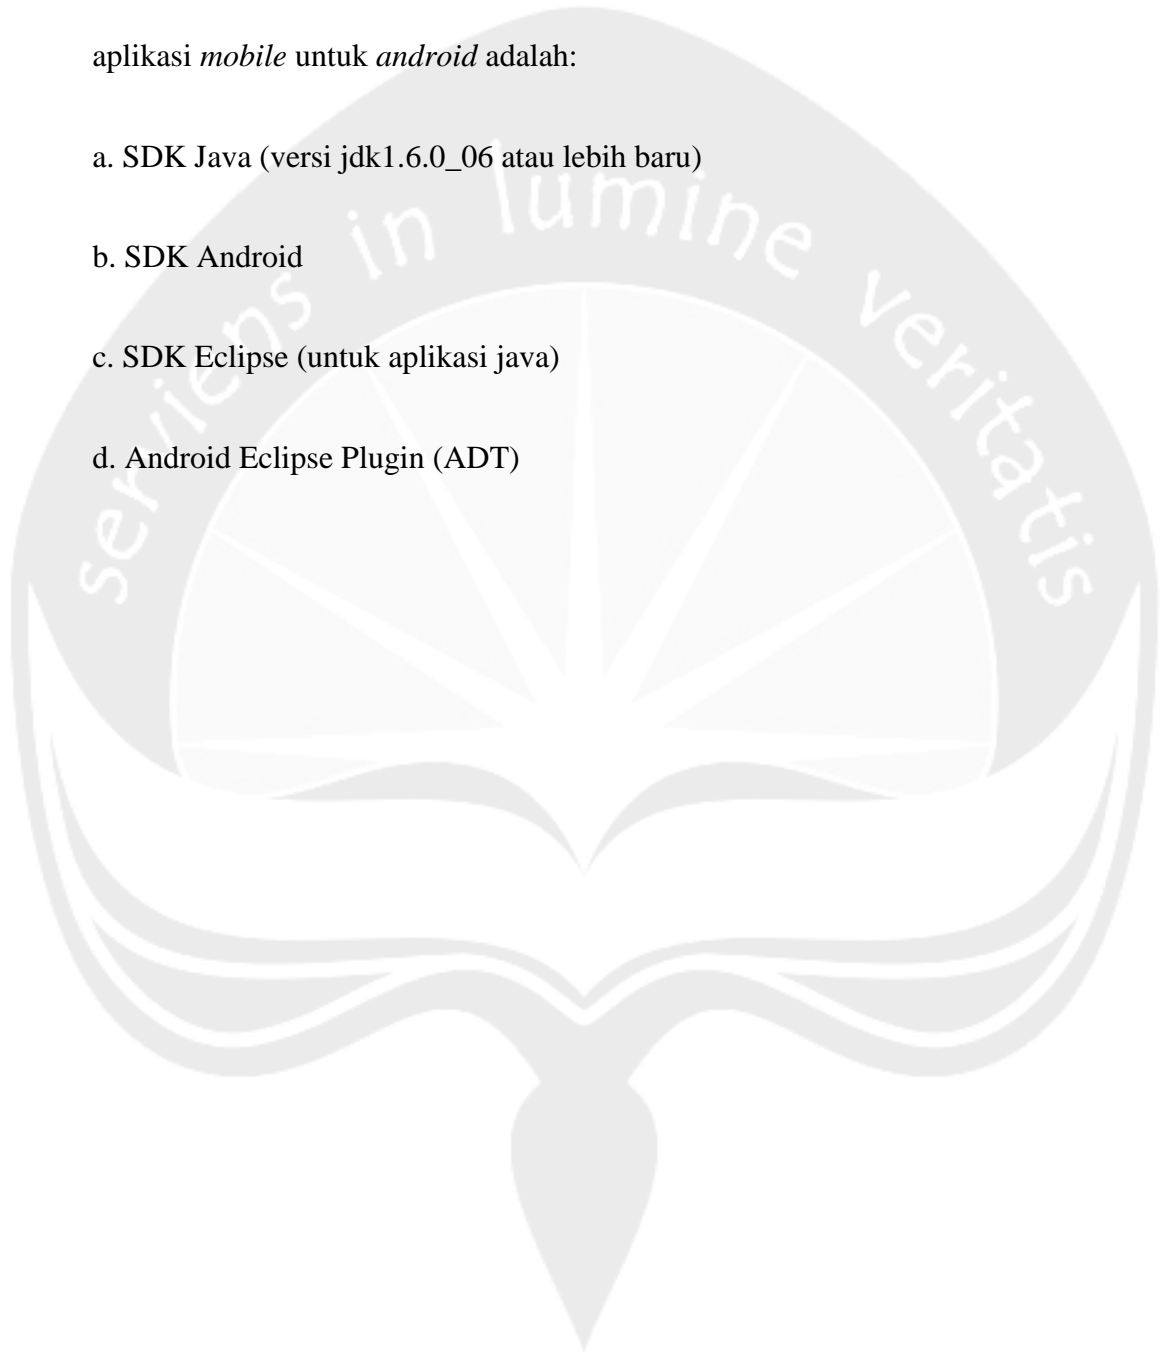 aplikasi mobile untuk android adalah:
a. SDK Java (versi jdk1.6.0_06 atau lebih baru)
b. SDK Android
c. SDK Eclipse (untuk aplikasi java)
d. Android Eclipse Plugin (ADT)
serviens in lumine veritatis